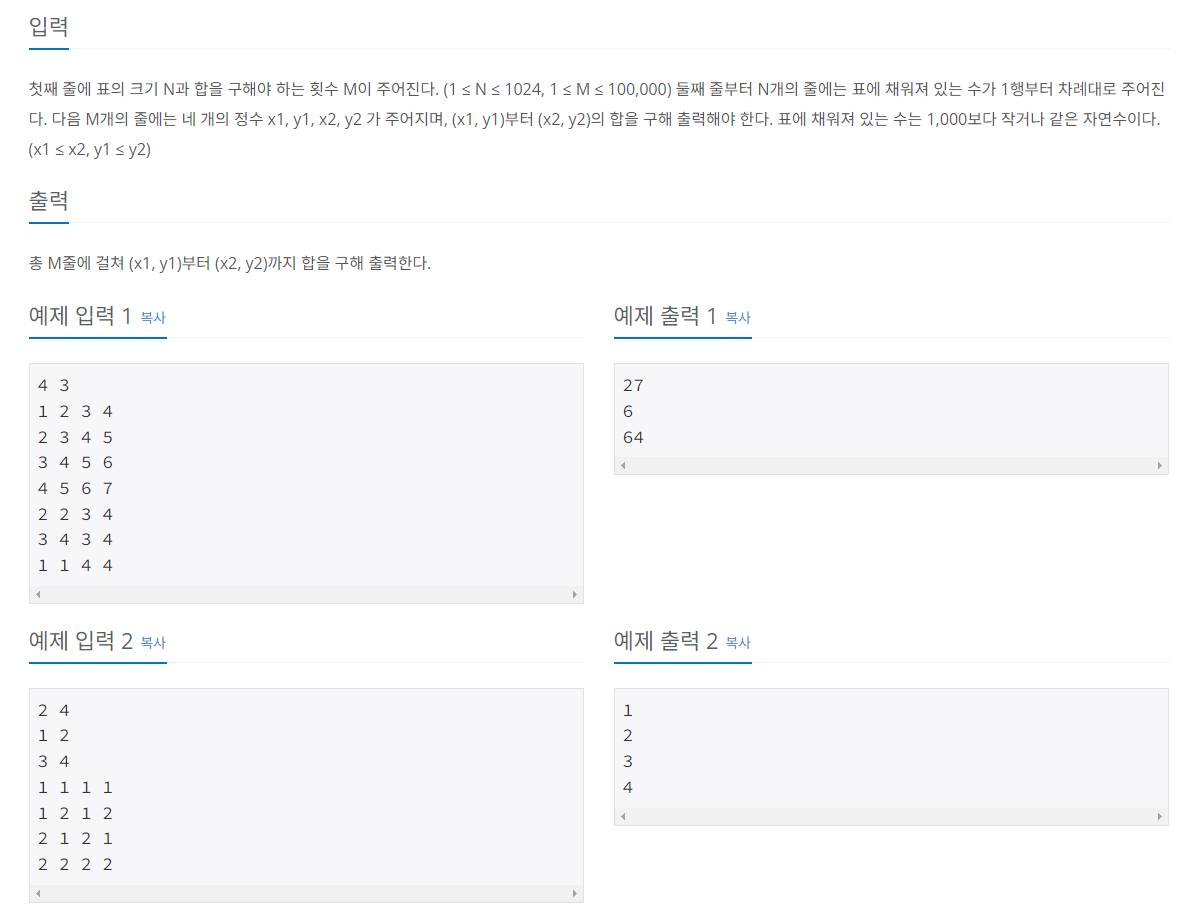 입력
첫째 줄에 표의 크기 N과 합을 구해야 하는 횟수 M이 주어진다. (1 ≤ N ≤ 1024, 1 ≤ M ≤ 100,000) 둘째 줄부터 N개의 줄에는 표에 채워져 있는 수가 1행부터 차례대로 주어진
다. 다음 M개의 줄에는 네 개의 정수 x1, y1, x2, y2 가 주어지며, (x1, y1)부터 (x2, y2)의 합을 구해 출력해야 한다. 표에 채워져 있는 수는 1,000보다 작거나 같은 자연수이다.
(x1 ≤ x2, y1 ≤ y2)
출력
총 M줄에 걸쳐 (x1, y1)부터 (x2, y2)까지 합을 구해 출력한다.
예제 입력 1 복사
4 3
1 2 3 4
2 3 4 5
3 4 5 6
4 5 6 7
2 2 3 4
3 4 3 4
1 1 4 4
예제 출력 1 복사
27
6
64
예제 입력 2 복사
2 4
1 2
3 4
1 1 1 1
1 2 1 2
2 1 2 1
2 2 2 2
예제 출력 2 복사
1
2
3
4